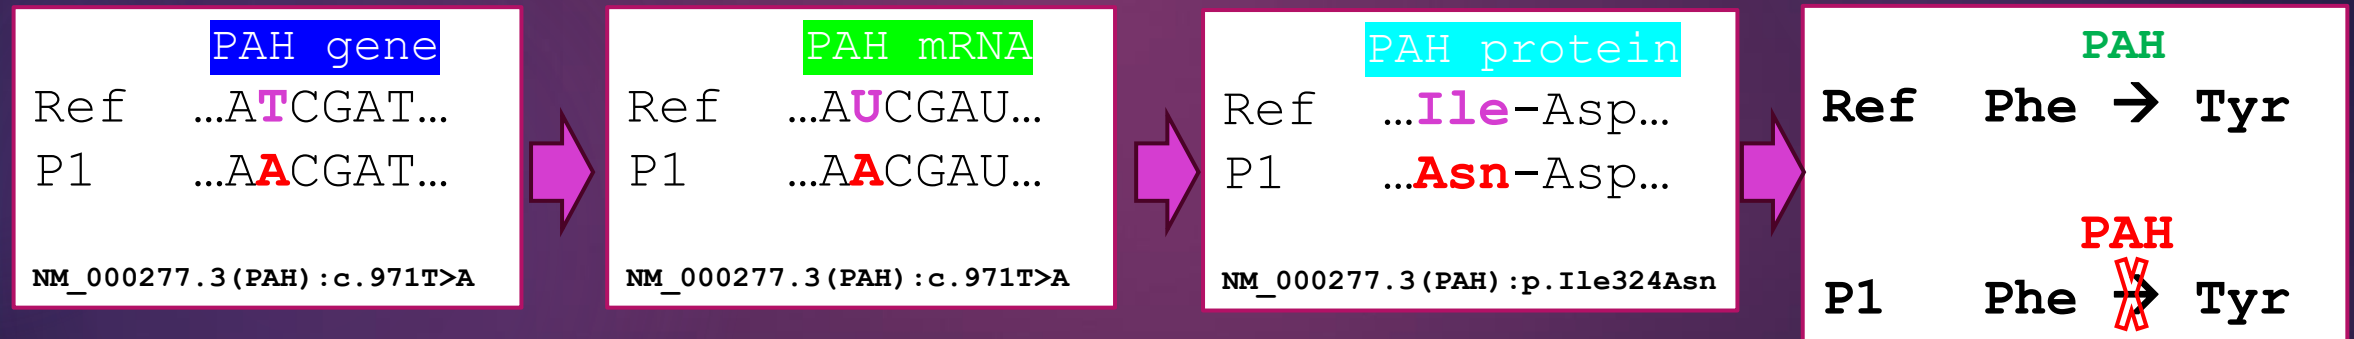 PAH gene
Ref …ATCGAT…
P1 …AACGAT…
NM_000277.3(PAH):c.971T>A
PAH mRNA
Ref …AUCGAU…
P1 …AACGAU…
NM_000277.3(PAH):c.971T>A
PAH protein
Ref …Ile-Asp…
P1 …Asn-Asp…
NM_000277.3(PAH):p.Ile324Asn
PAH
Ref Phe → Tyr
PAH
P1 Phe → Tyr